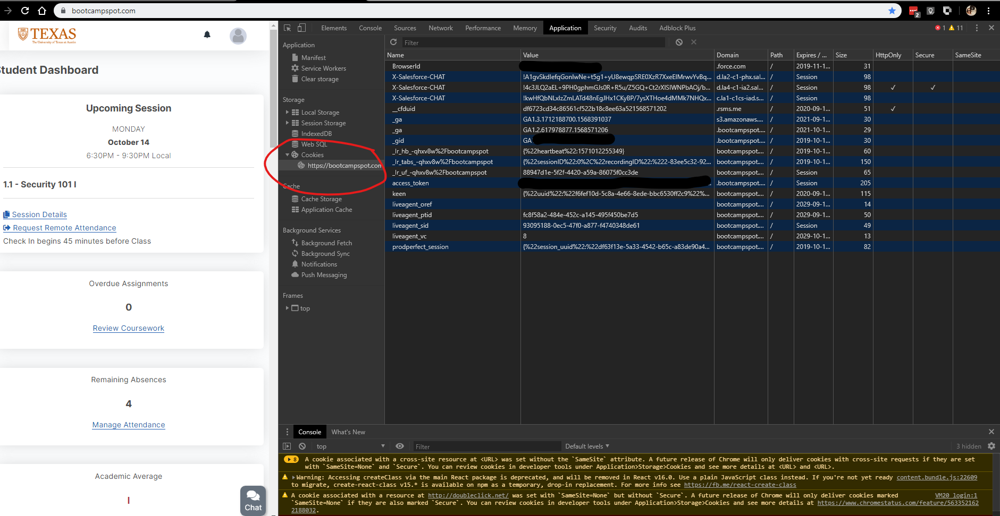 bootcampspot.com
2
TEXAS
The University of Texas at Austin
Student Dashboard
Upcoming Session
MONDAY
October 14
6:30PM - 9:30PM Local
1.1 - Security 101 I
Session Details
Request Remote Attendance
Check In begins 45 minutes before Class
Overdue Assignments
0
Review Coursework
Remaining Absences
4
Manage Attendance
Academic Average
I
Chat
Elements Console Sources Network Performance Memory Application Security Audits Adblock Plus 1 11
Application
Manifest
Service Workers
Clear storage
Storage
Local Storage
Session Storage
IndexedDB
Web SQL
Cookies
https://bootcampspot.com
Cache
Cache Storage
Application Cache
Background Services
Background Fetch
Background Sync
Notifications
Push Messaging
Frames
top
Filter
Name Value Domain Path Expires / ... Size HttpOnly Secure SameSite
BrowserId .force.com / 2019-11-1... 31
X-Salesforce-CHAT !A1gvSkdIefqGonlwNe+t5g1+yU8ewqpSRE0XzR7XxeEIMrwvYvBq... d.la2-c1-phx.sal... / Session 98
X-Salesforce-CHAT !4c3JLQ2aEL+9PH0gphmGJs0R+R5u/Z5GQ+Ct2rXISIWNPbAOj/b... d.la4-c1-ia2.sal... / Session 98 ✓ ✓
X-Salesforce-CHAT !kwHfQbNLxIzZmLATd48nEgJHx1CKyBP/7ysXTHoe4dMMk7NHQx... c.la1-c1cs-iad.s... / Session 98
__cfduid df6723cd34c86561cf522b18c8ee63a521568571202 .rsms.me / 2020-09-1... 51 ✓
_ga GA1.3.1712188700.1568391037 s3.amazonaws.... / 2021-09-1... 30
_ga GA1.2.617978877.1568571206 .bootcampspot.... / 2021-10-1... 29
_gid GA .bootcampspot.... / 2019-10-1... 30
_lr_hb_-qhxv8w%2Fbootcampspot {%22heartbeat%22:1571012255349} bootcampspot.... / 2019-10-1... 60
_lr_tabs_-qhxv8w%2Fbootcampspot {%22sessionID%22:0%2C%22recordingID%22:%222-83ee5c32-92... bootcampspot.... / 2019-10-1... 150
_lr_uf_-qhxv8w%2Fbootcampspot 88947d1e-5f2f-4420-a59a-86075f0cc3de bootcampspot.... / Session 65
access_token .bootcampspot.... / Session 205
keen {%22uuid%22:%22f6fef10d-5c8a-4e66-8ede-bbc6530ff2c9%22%... bootcampspot.... / 2020-09-1... 115
liveagent_oref bootcampspot.... / 2029-09-1... 14
liveagent_ptid fc8f58a2-484e-452c-a145-495f450be7d5 bootcampspot.... / 2029-09-1... 50
liveagent_sid 93095188-0ec5-47f0-a877-f4740348de61 bootcampspot.... / Session 49
liveagent_vc 8 bootcampspot.... / 2029-10-1... 13
prodperfect_session {%22session_uuid%22:%22df63f13e-5a33-4542-b65c-a83de90a4... bootcampspot.... / 2019-10-1... 82
Console What's New
top Filter Default levels 3 hidden
8 A cookie associated with a cross-site resource at <URL> was set without the `SameSite` attribute. A future release of Chrome will only deliver cookies with cross-site requests if they are set
with `SameSite=None` and `Secure`. You can review cookies in developer tools under Application>Storage>Cookies and see more details at <URL> and <URL>.
Warning: Accessing createClass via the main React package is deprecated, and will be removed in React v16.0. Use a plain JavaScript class instead. If you're not yet ready content.bundle.js:22609
to migrate, create-react-class v15.* is available on npm as a temporary, drop-in replacement. For more info see https://fb.me/react-create-class
A cookie associated with a resource at http://doubleclick.net/ was set with `SameSite=None` but without `Secure`. A future release of Chrome will only deliver cookies marked VM20 login:1
`SameSite=None` if they are also marked `Secure`. You can review cookies in developer tools under Application>Storage>Cookies and see more details at https://www.chromestatus.com/feature/563352162
2188032.